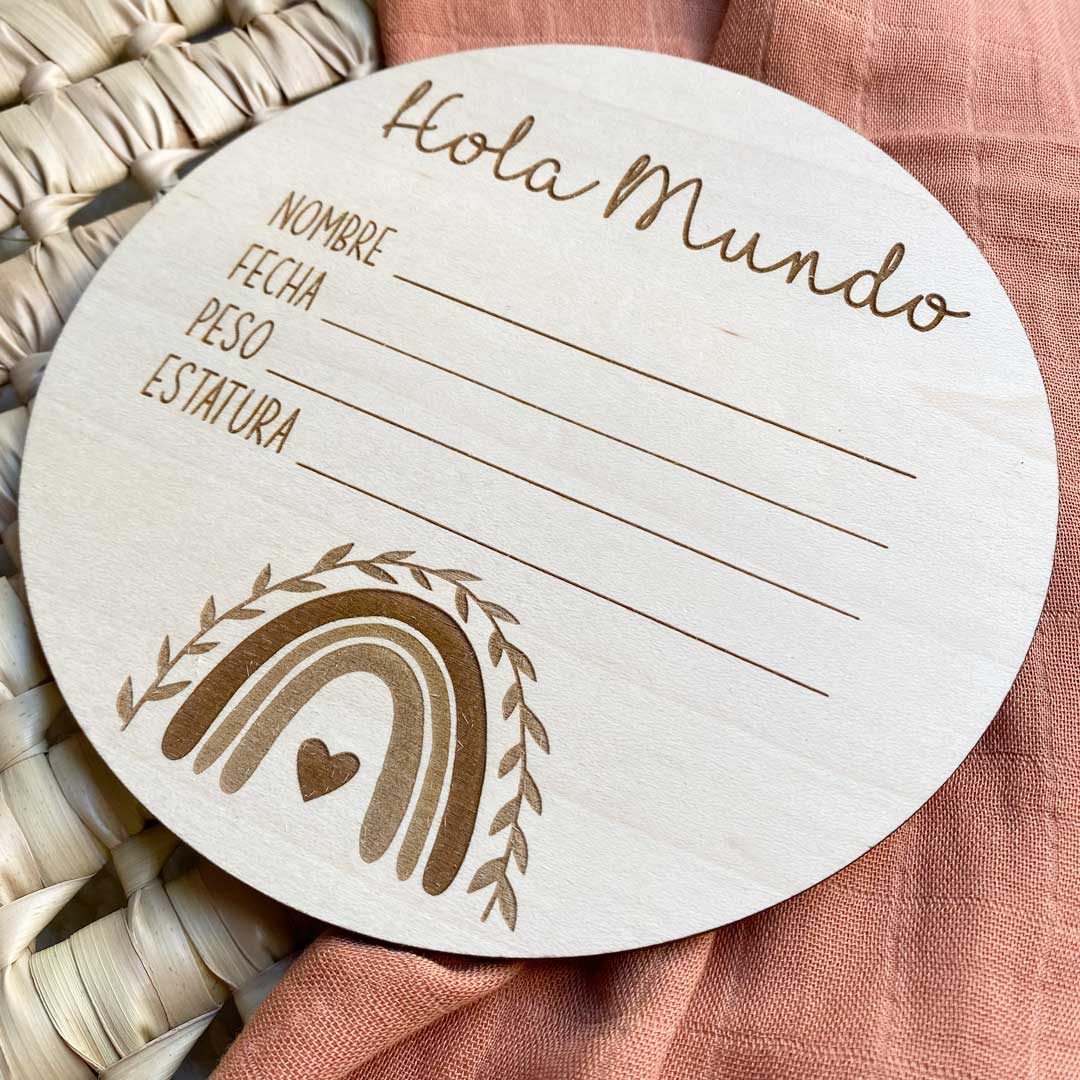 Hola Mundo
NOMBRE
FECHA
PESO
ESTATURA